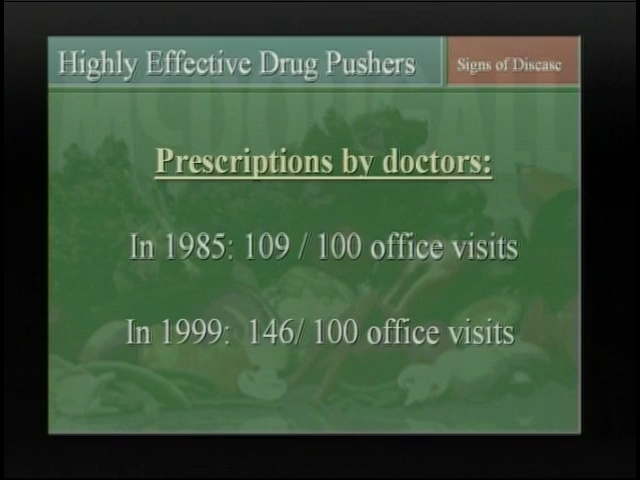 Highly Effective Drug Pushers
Signs of Disease
McDOUGALL
Prescriptions by doctors:
In 1985: 109 / 100 office visits
In 1999:  146/ 100 office visits